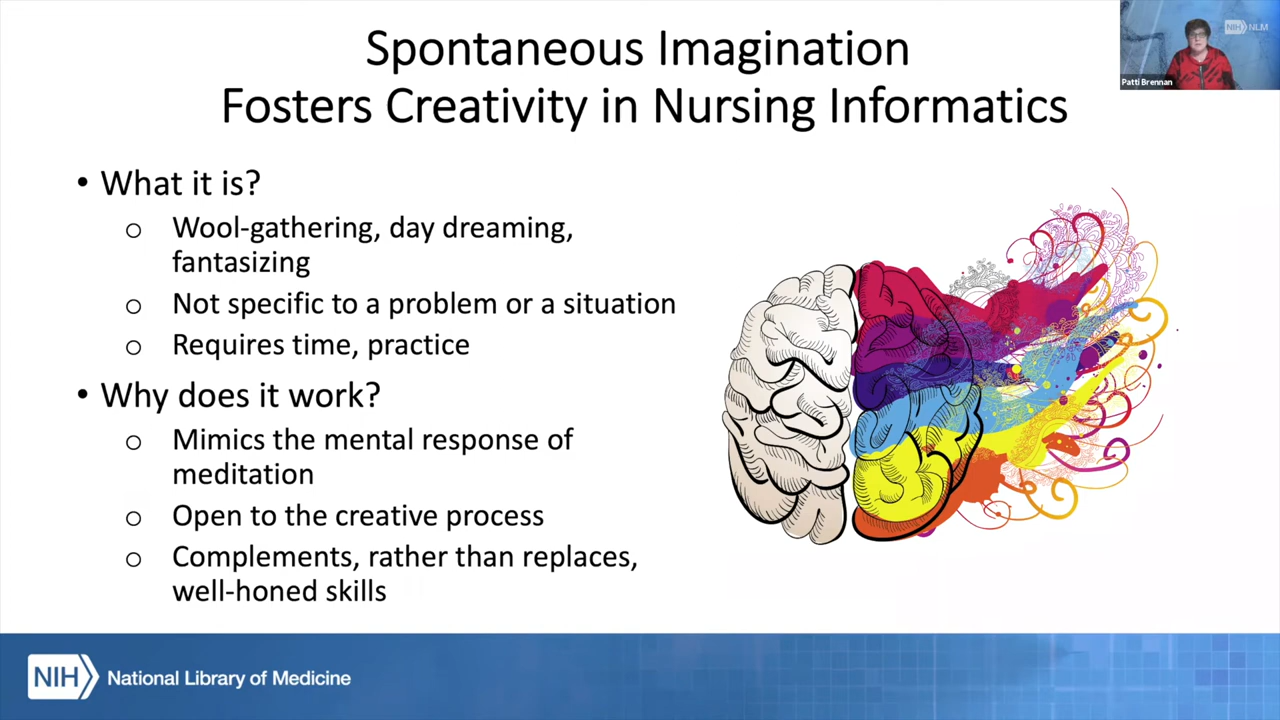 Spontaneous Imagination
Fosters Creativity in Nursing Informatics
NIH NLM
Patti Brennan
• What it is?
o Wool-gathering, day dreaming,
fantasizing
o Not specific to a problem or a situation
o Requires time, practice
• Why does it work?
o Mimics the mental response of
meditation
o Open to the creative process
o Complements, rather than replaces,
well-honed skills
NIH National Library of Medicine